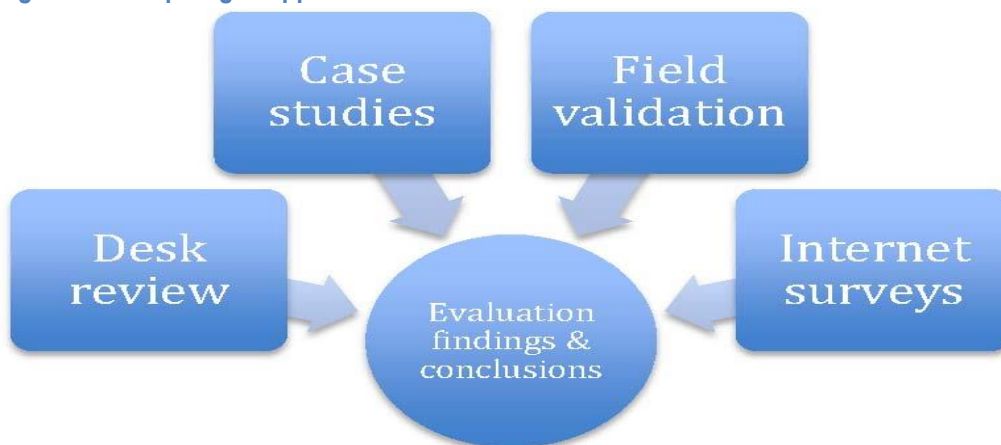 Case
studies
Field
validation
Desk
review
Internet
surveys
Evaluation
findings &
conclusions